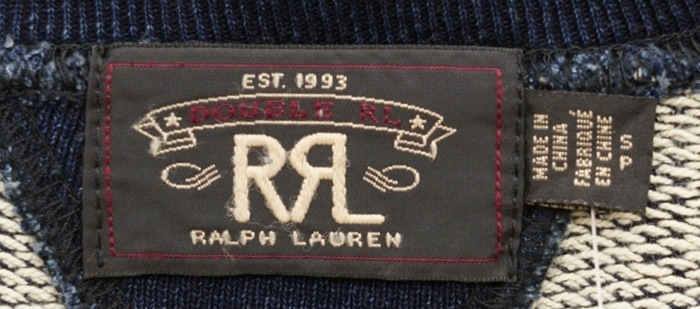 EST. 1993
DOUBLE RL
RRL
RALPH LAUREN
MADE IN
CHINA
FABRIQUÉ
EN CHINE
S
P